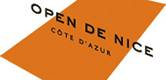 OPEN DE NICE
CÔTE D'AZUR